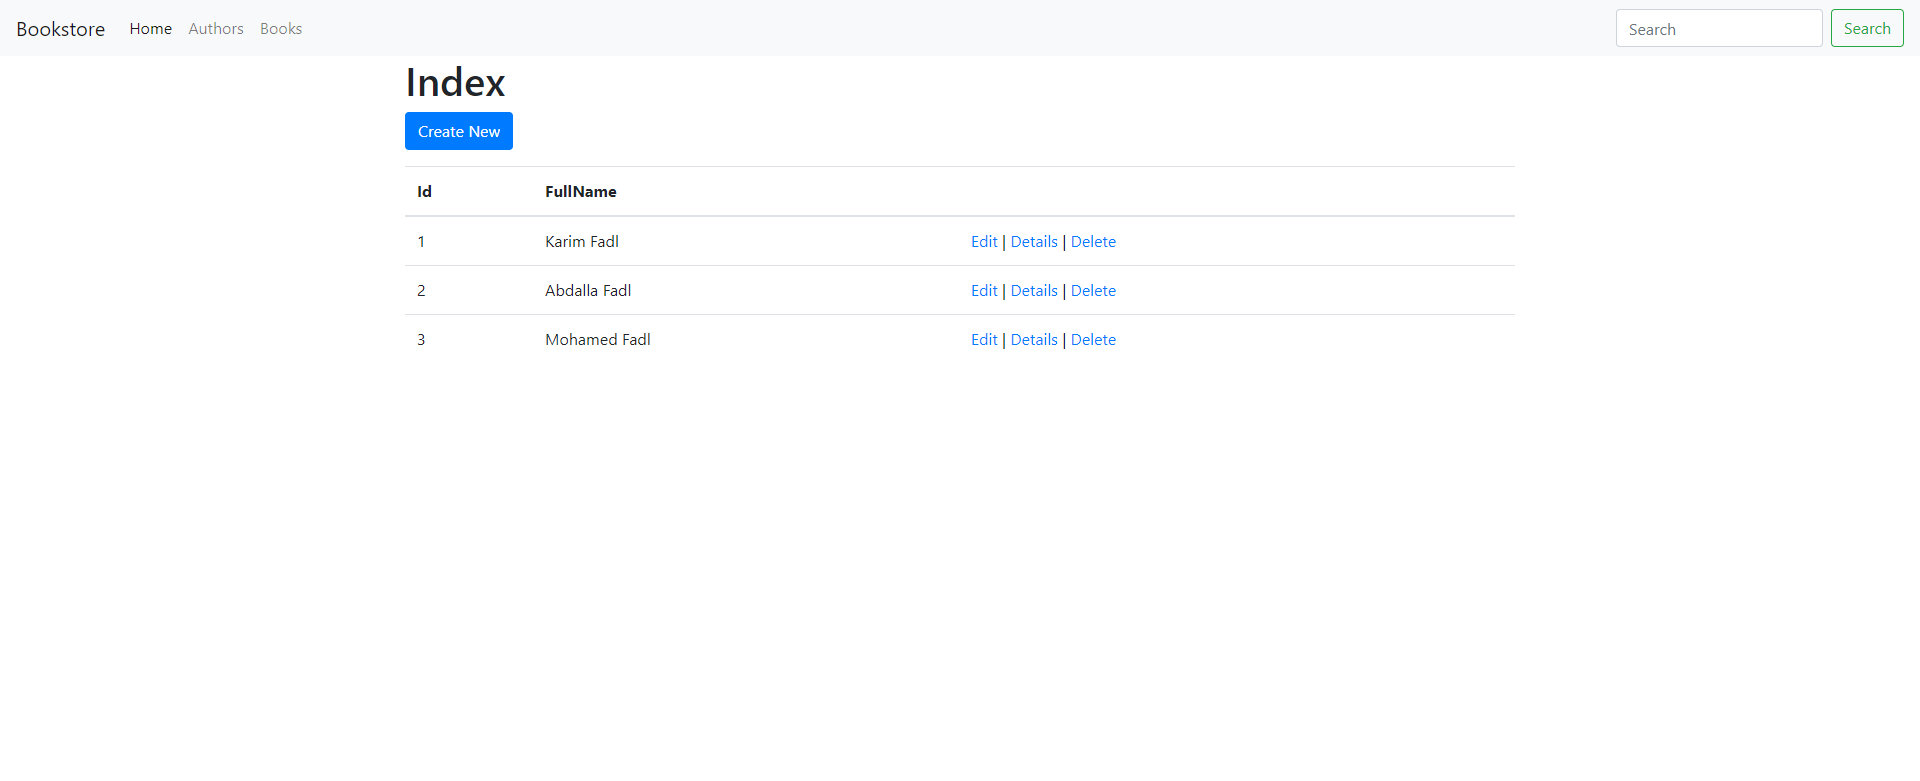 Bookstore Home Authors Books Search Search
Index
Create New
Id FullName
1 Karim Fadl Edit | Details | Delete
2 Abdalla Fadl Edit | Details | Delete
3 Mohamed Fadl Edit | Details | Delete